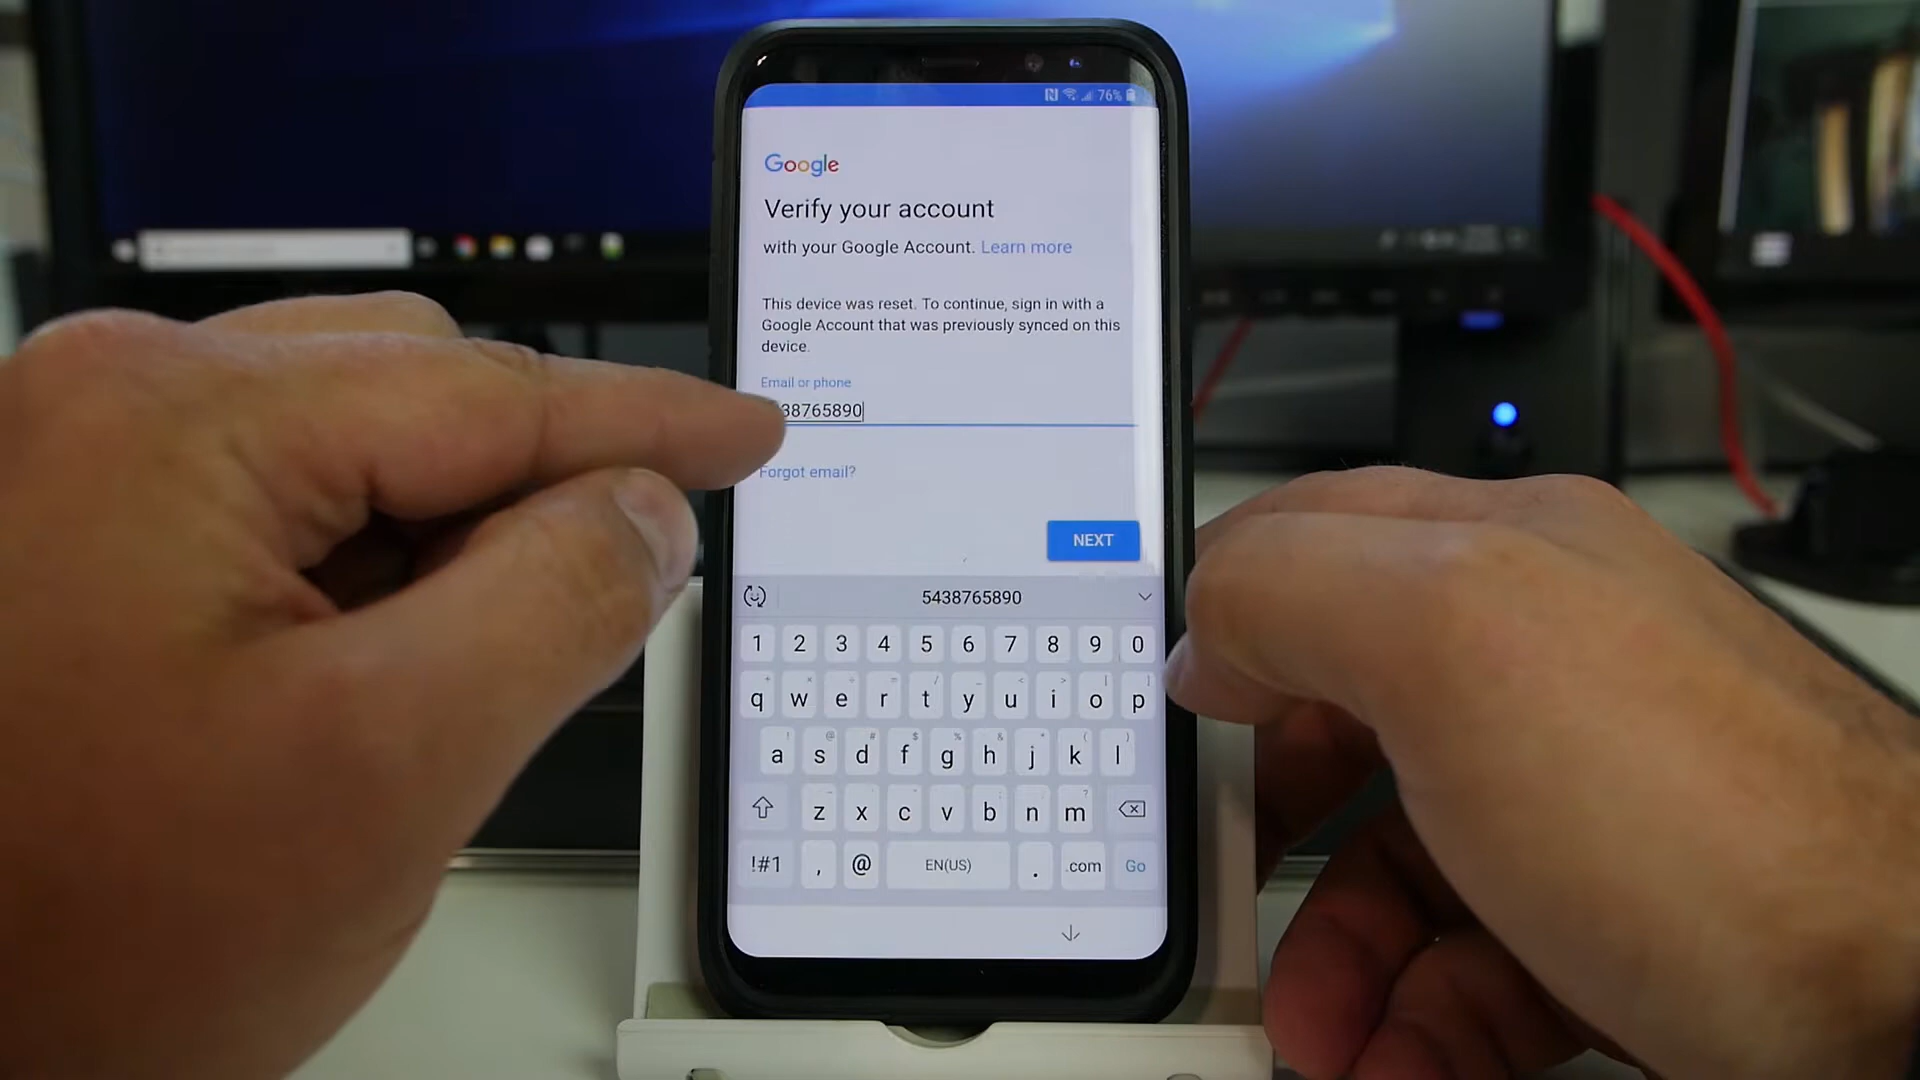 76%
Google
Verify your account
with your Google Account. Learn more
This device was reset. To continue, sign in with a
Google Account that was previously synced on this
device.
Email or phone
38765890
Forgot email?
NEXT
5438765890
1 2 3 4 5 6 7 8 9 0
q w e r t y u i o p
a s d f g h j k l
z x c v b n m
!#1 , @ EN(US) . .com Go